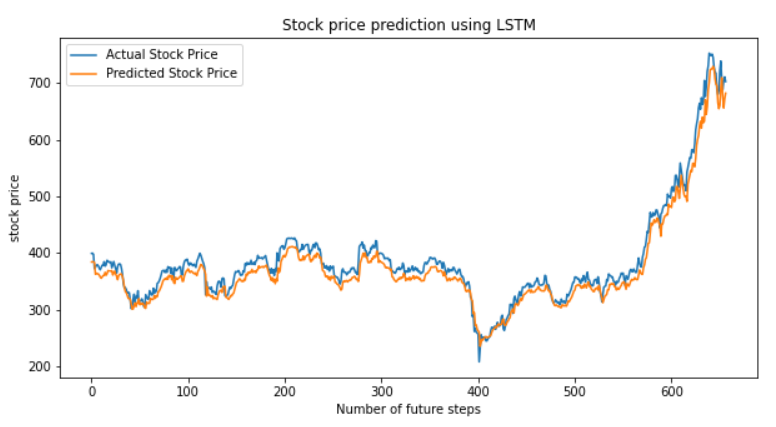 Stock price prediction using LSTM
Actual Stock Price
Predicted Stock Price
700
600
500
400
300
200
stock price
0 100 200 300 400 500 600
Number of future steps